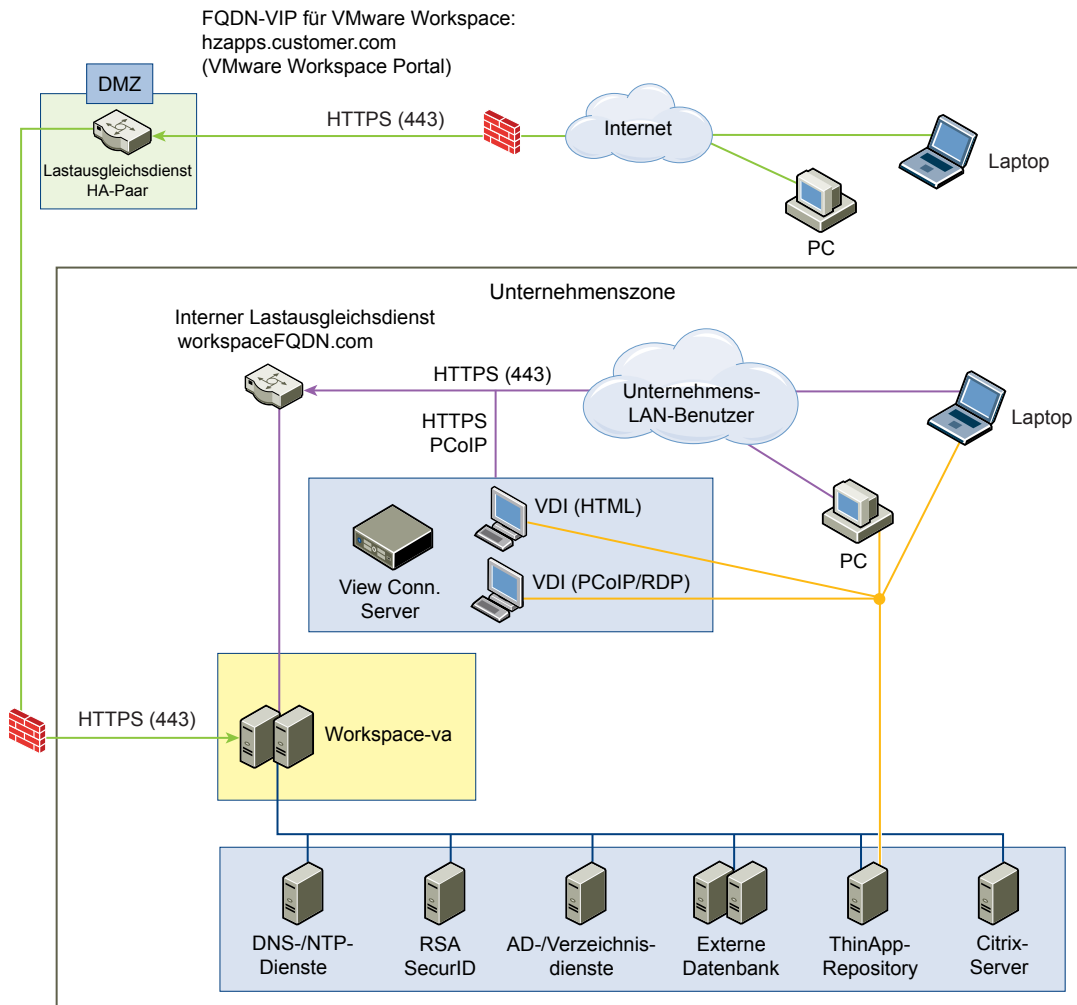 FQDN-VIP für VMware Workspace:
hzapps.customer.com
(VMware Workspace Portal)
DMZ
HTTPS (443)
Internet
Laptop
Lastausgleichsdienst
HA-Paar
PC
Unternehmenszone
Interner Lastausgleichsdienst
workspaceFQDN.com
HTTPS (443)
Unternehmens-
LAN-Benutzer
Laptop
HTTPS
PCoIP
VDI (HTML)
PC
View Conn.
Server
VDI (PCoIP/RDP)
HTTPS (443)
Workspace-va
DNS-/NTP-
Dienste
RSA
SecurID
AD-/Verzeichnis-
dienste
Externe
Datenbank
ThinApp-
Repository
Citrix-
Server